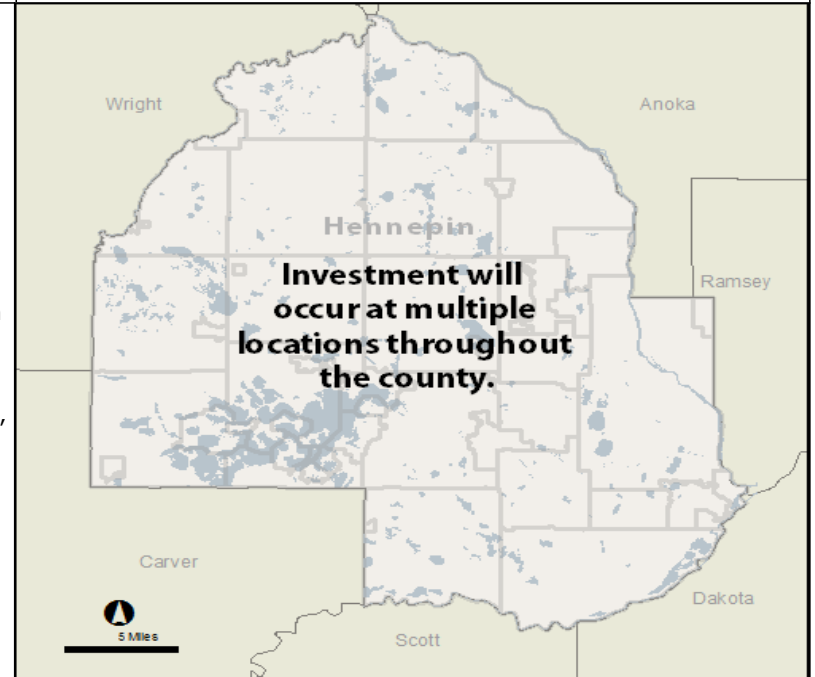 Wright
Anoka
Hennepin
Investment will
occur at multiple
locations throughout
the county.
Ramsey
Carver
Dakota
5 Miles
Scott